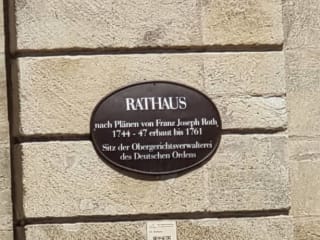 RATHAUS
nach Plänen von Franz Joseph Roth
1744 - 47 erbaut bis 1761
Sitz der Obergerichtsverwalterei
des Deutschen Ordens